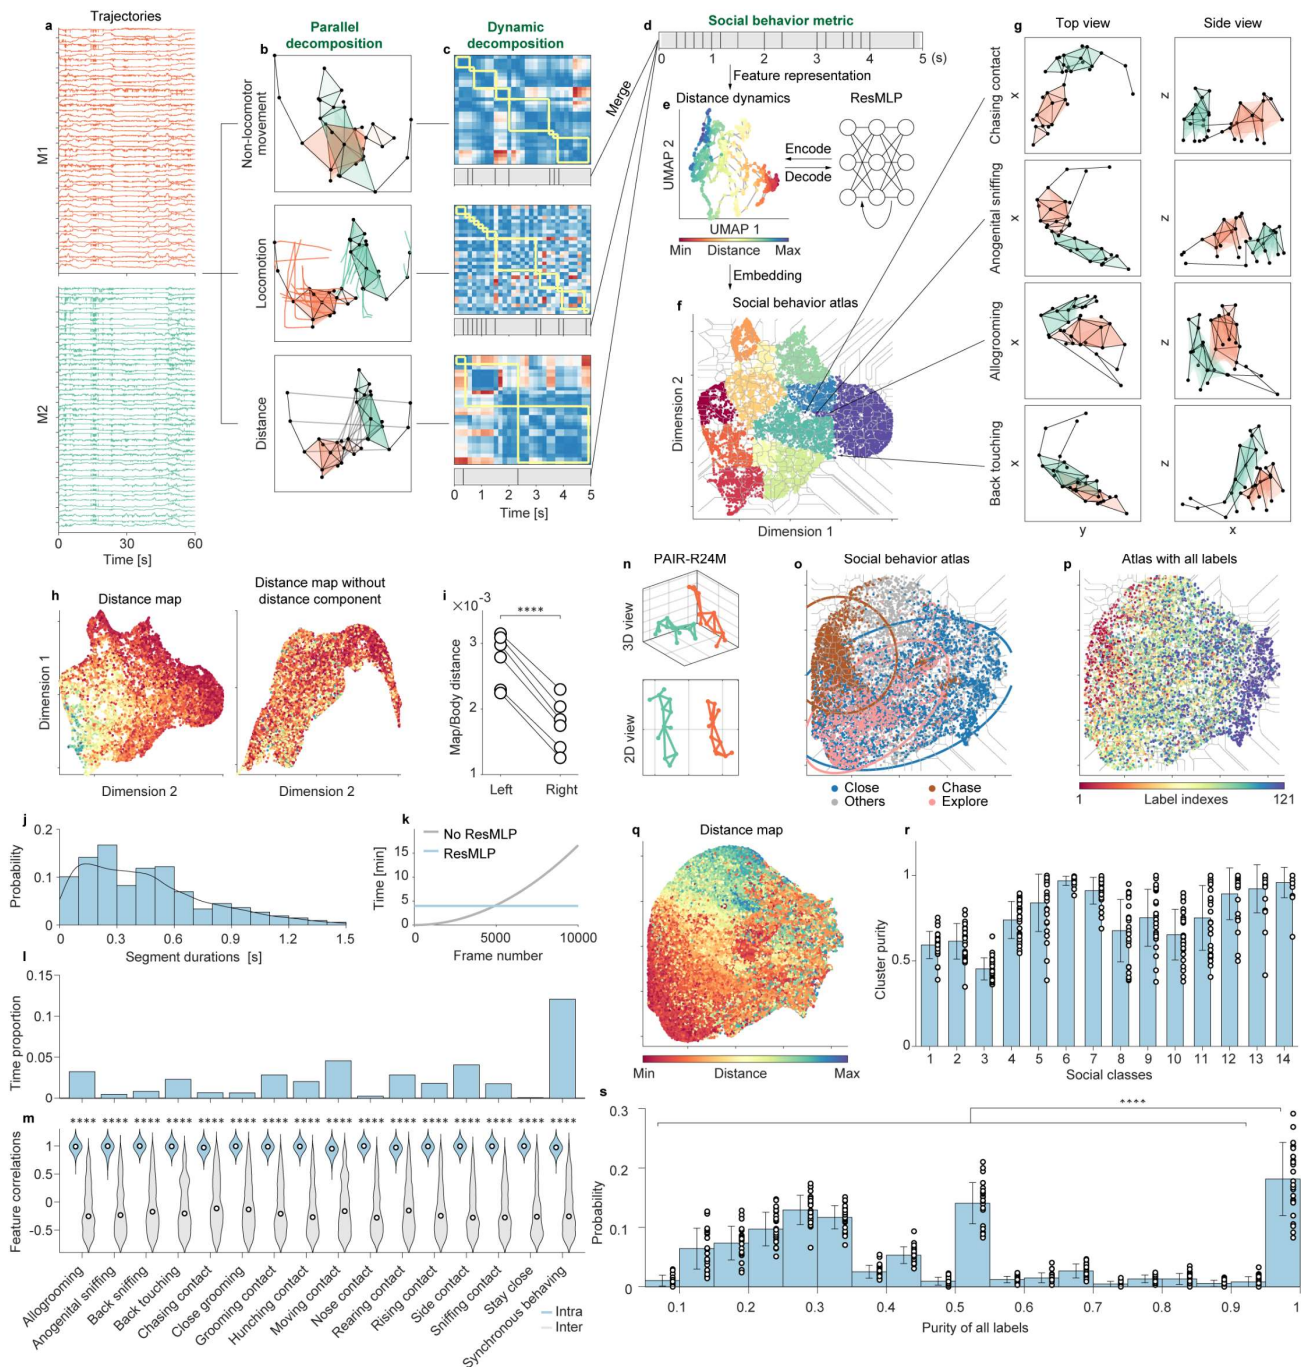 a
Trajectories
M1
M2
0
30
60
Time [s]
b
Parallel
decomposition
Non-locomotor
movement
Locomotion
Distance
c
Dynamic
decomposition
0
1
2
3
4
5
Time [s]
Merge
d
Social behavior metric
0
1
2
3
4
5
(s)
Feature representation
e
Distance dynamics
ResMLP
Encode
Decode
UMAP 2
UMAP 1
Min
Distance
Max
Embedding
f
Social behavior atlas
Dimension 2
Dimension 1
g
Top view
Side view
Chasing contact
x
z
Anogenital sniffing
x
z
Allogrooming
x
z
Back touching
x
z
y
x
h
Distance map
Distance map without
distance component
Dimension 1
Dimension 2
Dimension 2
i
×10⁻³
****
3
2
1
Map/Body distance
Left
Right
n
PAIR-R24M
3D view
2D view
o
Social behavior atlas
Close
Chase
Others
Explore
p
Atlas with all labels
1
Label indexes
121
j
0.2
0.1
0
Probability
0
0.3
0.6
0.9
1.2
1.5
Segment durations [s]
k
No ResMLP
ResMLP
Time [min]
15
10
5
0
0
5000
10000
Frame number
l
0.15
0.1
0.05
0
Time proportion
m
**** **** **** **** **** **** **** **** **** **** **** **** **** **** **** ****
1
0
-0.5
Feature correlations
Allogrooming
Anogenital sniffing
Back sniffing
Back touching
Chasing contact
Close grooming
Grooming contact
Hunching contact
Moving contact
Nose contact
Rearing contact
Rising contact
Side contact
Sniffing contact
Stay close
Synchronous behaving
Intra
Inter
q
Distance map
Min
Distance
Max
r
1
0.5
0
Cluster purity
1
2
3
4
5
6
7
8
9
10
11
12
13
14
Social classes
s
0.3
0.2
0.1
0
Probability
****
0.1
0.2
0.3
0.4
0.5
0.6
0.7
0.8
0.9
1
Purity of all labels